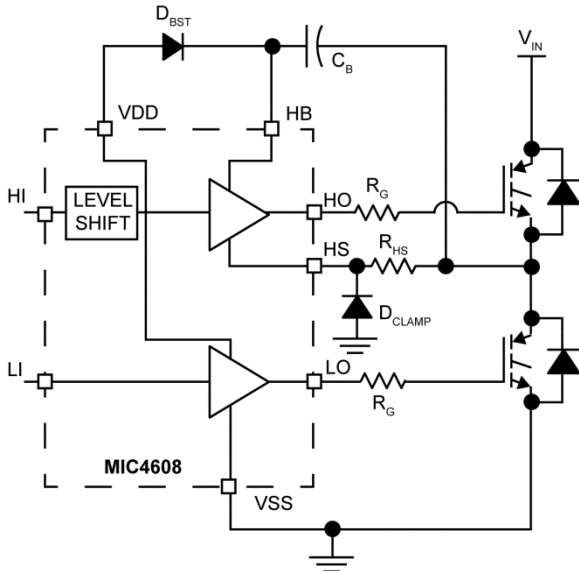 DBST
CB
VIN
VDD
HB
HI
LEVEL
SHIFT
HO
RG
HS
RHS
DCLAMP
LI
LO
RG
MIC4608
VSS